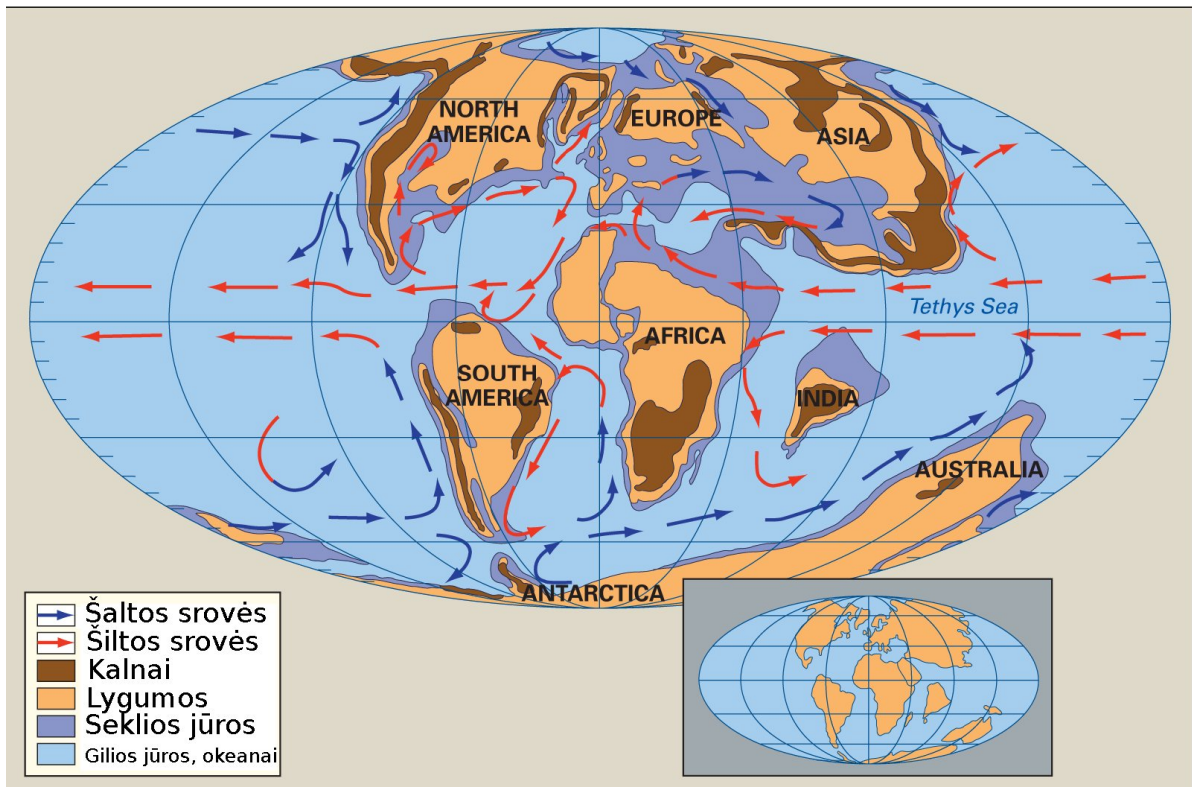 NORTH
AMERICA
EUROPE
ASIA
Tethys Sea
AFRICA
SOUTH
AMERICA
INDIA
AUSTRALIA
ANTARCTICA
Šaltos srovės
Šiltos srovės
Kalnai
Lygumos
Seklios jūros
Gilios jūros, okeanai